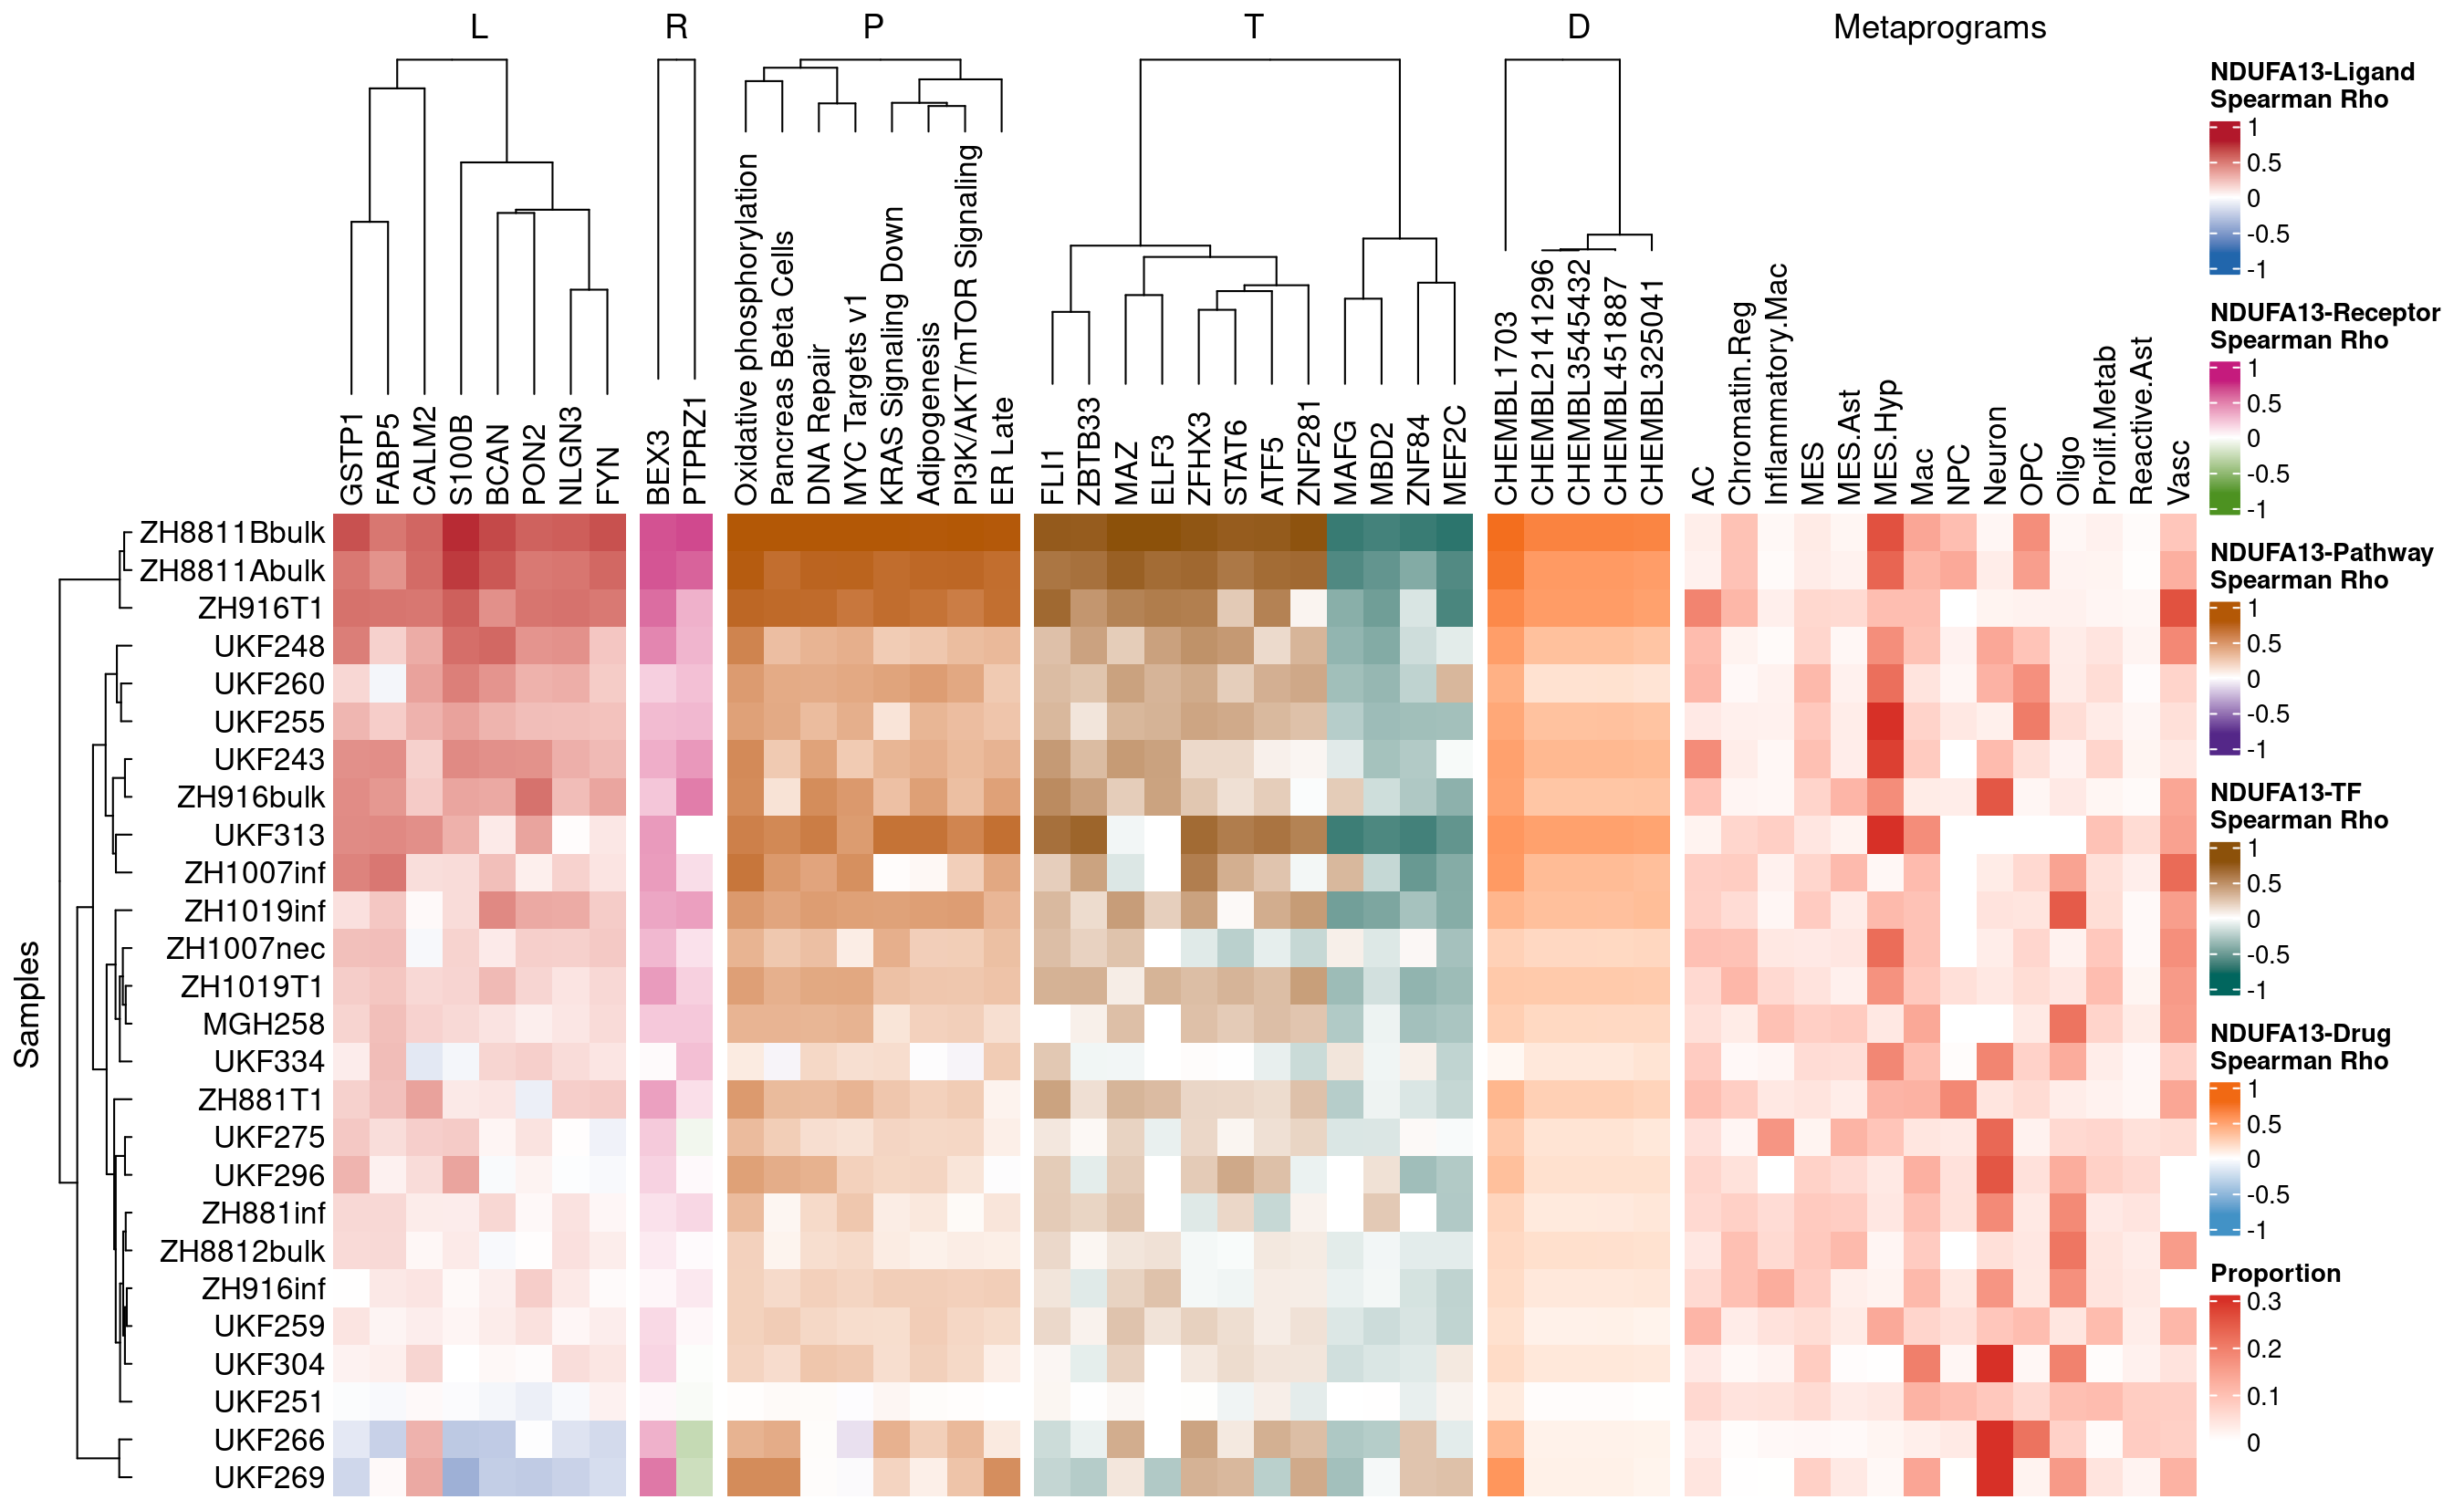 L
R
P
T
D
Metaprograms
GSTP1
FABP5
CALM2
S100B
BCAN
PON2
NLGN3
FYN
BEX3
PTPRZ1
Oxidative phosphorylation
Pancreas Beta Cells
DNA Repair
MYC Targets v1
KRAS Signaling Down
Adipogenesis
PI3K/AKT/mTOR Signaling
ER Late
FLI1
ZBTB33
MAZ
ELF3
ZFHX3
STAT6
ATF5
ZNF281
MAFG
MBD2
ZNF84
MEF2C
CHEMBL1703
CHEMBL2141296
CHEMBL3545432
CHEMBL451887
CHEMBL325041
AC
Chromatin.Reg
Inflammatory.Mac
MES
MES.Ast
MES.Hyp
Mac
NPC
Neuron
OPC
Oligo
Prolif.Metab
Reactive.Ast
Vasc
Samples
ZH8811Bbulk
ZH8811Abulk
ZH916T1
UKF248
UKF260
UKF255
UKF243
ZH916bulk
UKF313
ZH1007inf
ZH1019inf
ZH1007nec
ZH1019T1
MGH258
UKF334
ZH881T1
UKF275
UKF296
ZH881inf
ZH8812bulk
ZH916inf
UKF259
UKF304
UKF251
UKF266
UKF269
NDUFA13-Ligand
Spearman Rho
1
0.5
0
-0.5
-1
NDUFA13-Receptor
Spearman Rho
1
0.5
0
-0.5
-1
NDUFA13-Pathway
Spearman Rho
1
0.5
0
-0.5
-1
NDUFA13-TF
Spearman Rho
1
0.5
0
-0.5
-1
NDUFA13-Drug
Spearman Rho
1
0.5
0
-0.5
-1
Proportion
0.3
0.2
0.1
0